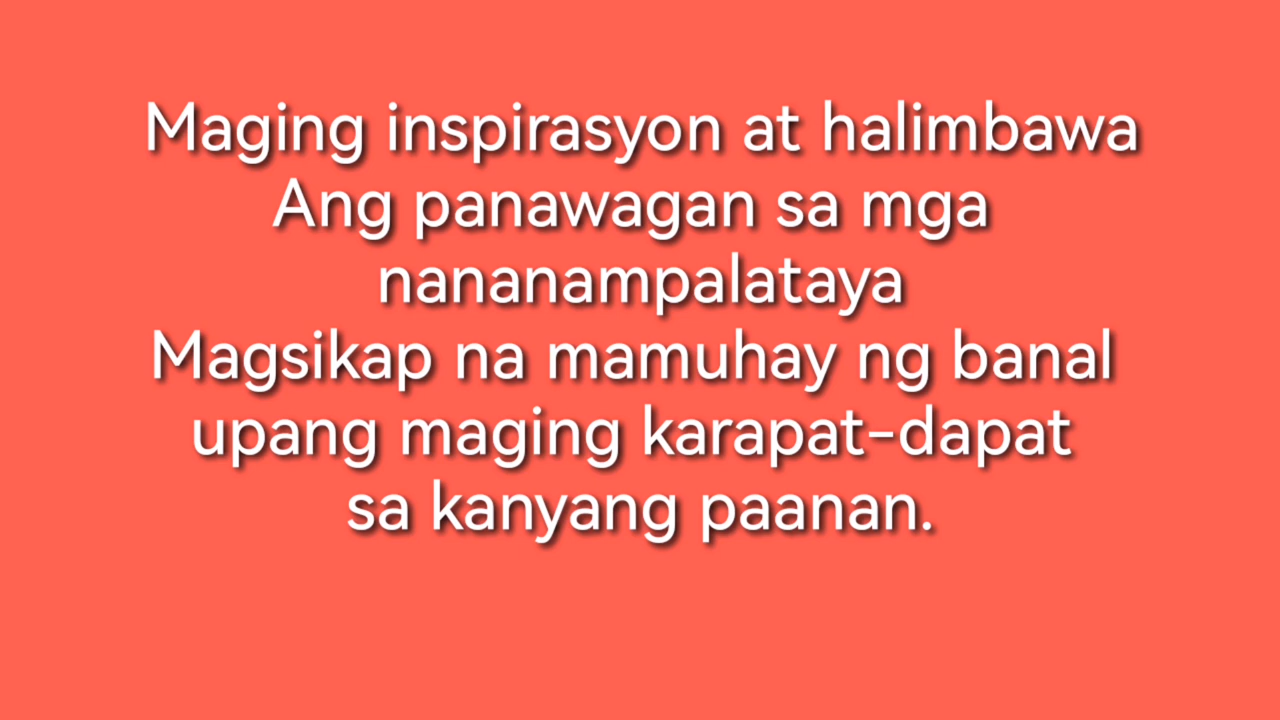 Maging inspirasyon at halimbawa
Ang panawagan sa mga
nananampalataya
Magsikap na mamuhay ng banal
upang maging karapat-dapat
sa kanyang paanan.